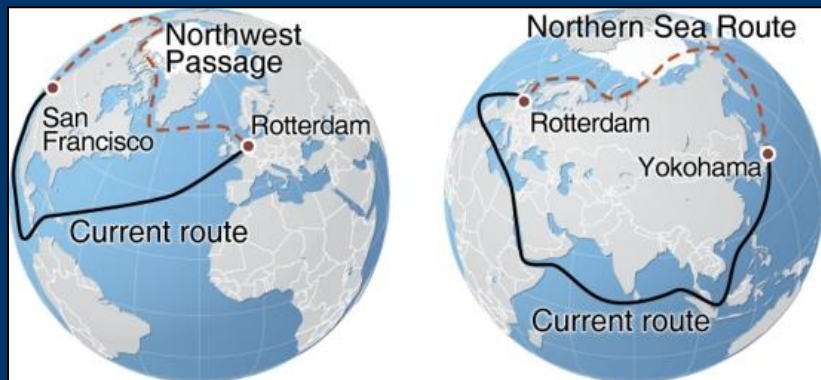 Northwest
Passage
San
Francisco
Rotterdam
Current route
Northern Sea Route
Rotterdam
Yokohama
Current route